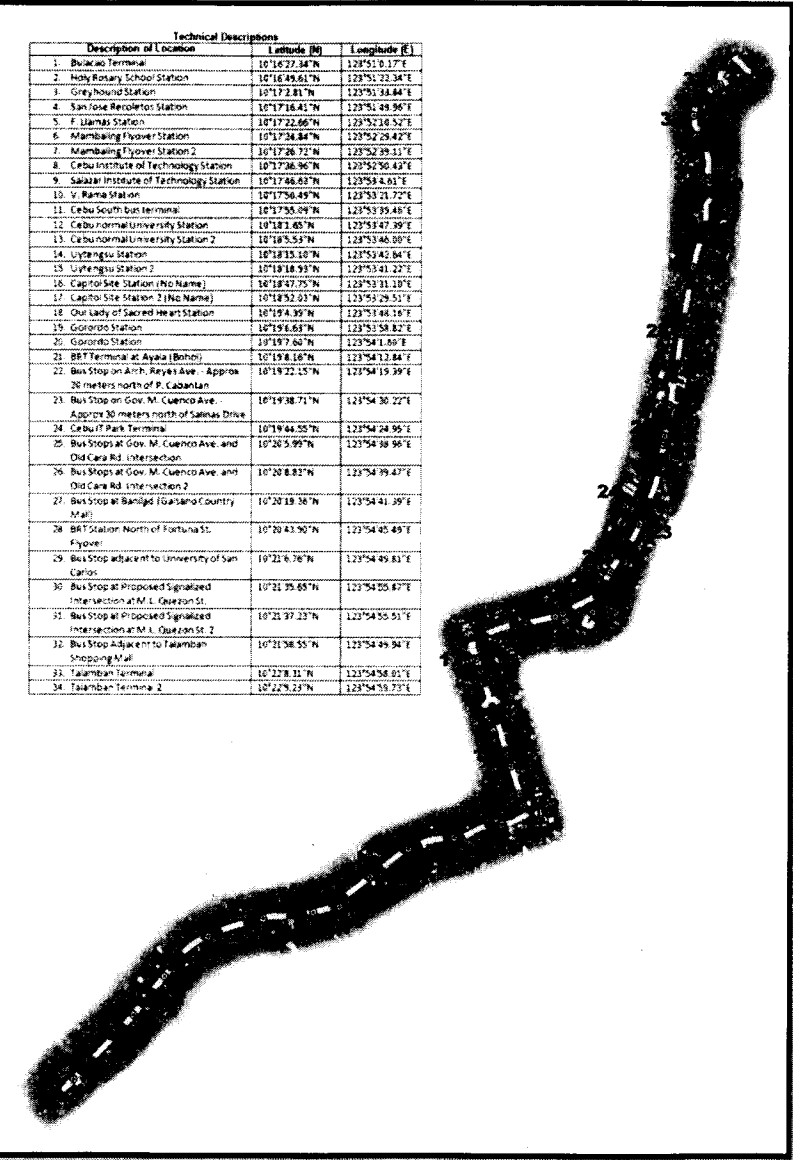 Technical Descriptions
Description of Location Latitude (N) Longitude (E)
1. Bulacao Terminal 10°16'27.34"N 123°51'0.17"E
2. Holy Rosary School Station 10°16'49.61"N 123°51'22.34"E
3. Greyhound Station 10°17'2.81"N 123°51'33.84"E
4. San Jose Recoletos Station 10°17'16.41"N 123°51'49.96"E
5. F. Llamas Station 10°17'22.66"N 123°52'10.52"E
6. Mambaling Flyover Station 10°17'24.84"N 123°52'29.42"E
7. Mambaling Flyover Station 2 10°17'26.72"N 123°52'39.11"E
8. Cebu Institute of Technology Station 10°17'36.96"N 123°52'50.43"E
9. Salazar Institute of Technology Station 10°17'46.63"N 123°53'4.61"E
10. V. Rama Station 10°17'50.49"N 123°53'21.72"E
11. Cebu South bus terminal 10°17'55.09"N 123°53'39.46"E
12. Cebu normal University Station 10°18'1.65"N 123°53'47.39"E
13. Cebu normal University Station 2 10°18'5.53"N 123°53'46.00"E
14. Uytengsu Station 10°18'15.10"N 123°53'42.64"E
15. Uytengsu Station 2 10°18'18.93"N 123°53'41.22"E
16. Capitol Site Station (No Name) 10°18'47.75"N 123°53'31.10"E
17. Capitol Site Station 2 (No Name) 10°18'52.03"N 123°53'29.51"E
18. Our Lady of Sacred Heart Station 10°19'4.39"N 123°53'48.16"E
19. Gorordo Station 10°19'6.63"N 123°53'58.82"E
20. Gorordo Station 10°19'7.60"N 123°54'1.80"E
21. BRT Terminal at Ayala (Bohol) 10°19'8.16"N 123°54'12.84"E
22. Bus Stop on Arch. Reyes Ave. - Approx 10°19'22.15"N 123°54'19.39"E
20 meters north of P. Cabantan
23. Bus Stop on Gov. M. Cuenco Ave. - 10°19'38.71"N 123°54'30.22"E
Approx 30 meters north of Salinas Drive
24. Cebu IT Park Terminal 10°19'44.55"N 123°54'24.95"E
25. Bus Stops at Gov. M. Cuenco Ave. and 10°20'5.99"N 123°54'38.96"E
Old Cara Rd. Intersection
26. Bus Stops at Gov. M. Cuenco Ave. and 10°20'8.82"N 123°54'39.47"E
Old Cara Rd. Intersection 2
27. Bus Stop at Banilad (Gaisano Country 10°20'19.36"N 123°54'41.39"E
Mall)
28. BRT Station North of Fortuna St. 10°20'43.90"N 123°54'45.49"E
Flyover
29. Bus Stop adjacent to University of San 10°21'6.76"N 123°54'49.81"E
Carlos
30. Bus Stop at Proposed Signalized 10°21'35.65"N 123°54'55.87"E
Intersection at M.L. Quezon St.
31. Bus Stop at Proposed Signalized 10°21'37.23"N 123°54'55.51"E
Intersection at M.L. Quezon St. 2
32. Bus Stop Adjacent to Talamban 10°21'58.55"N 123°54'49.94"E
Shopping Mall
33. Talamban Terminal 10°22'8.31"N 123°54'58.01"E
34. Talamban Terminal 2 10°22'9.23"N 123°54'59.73"E